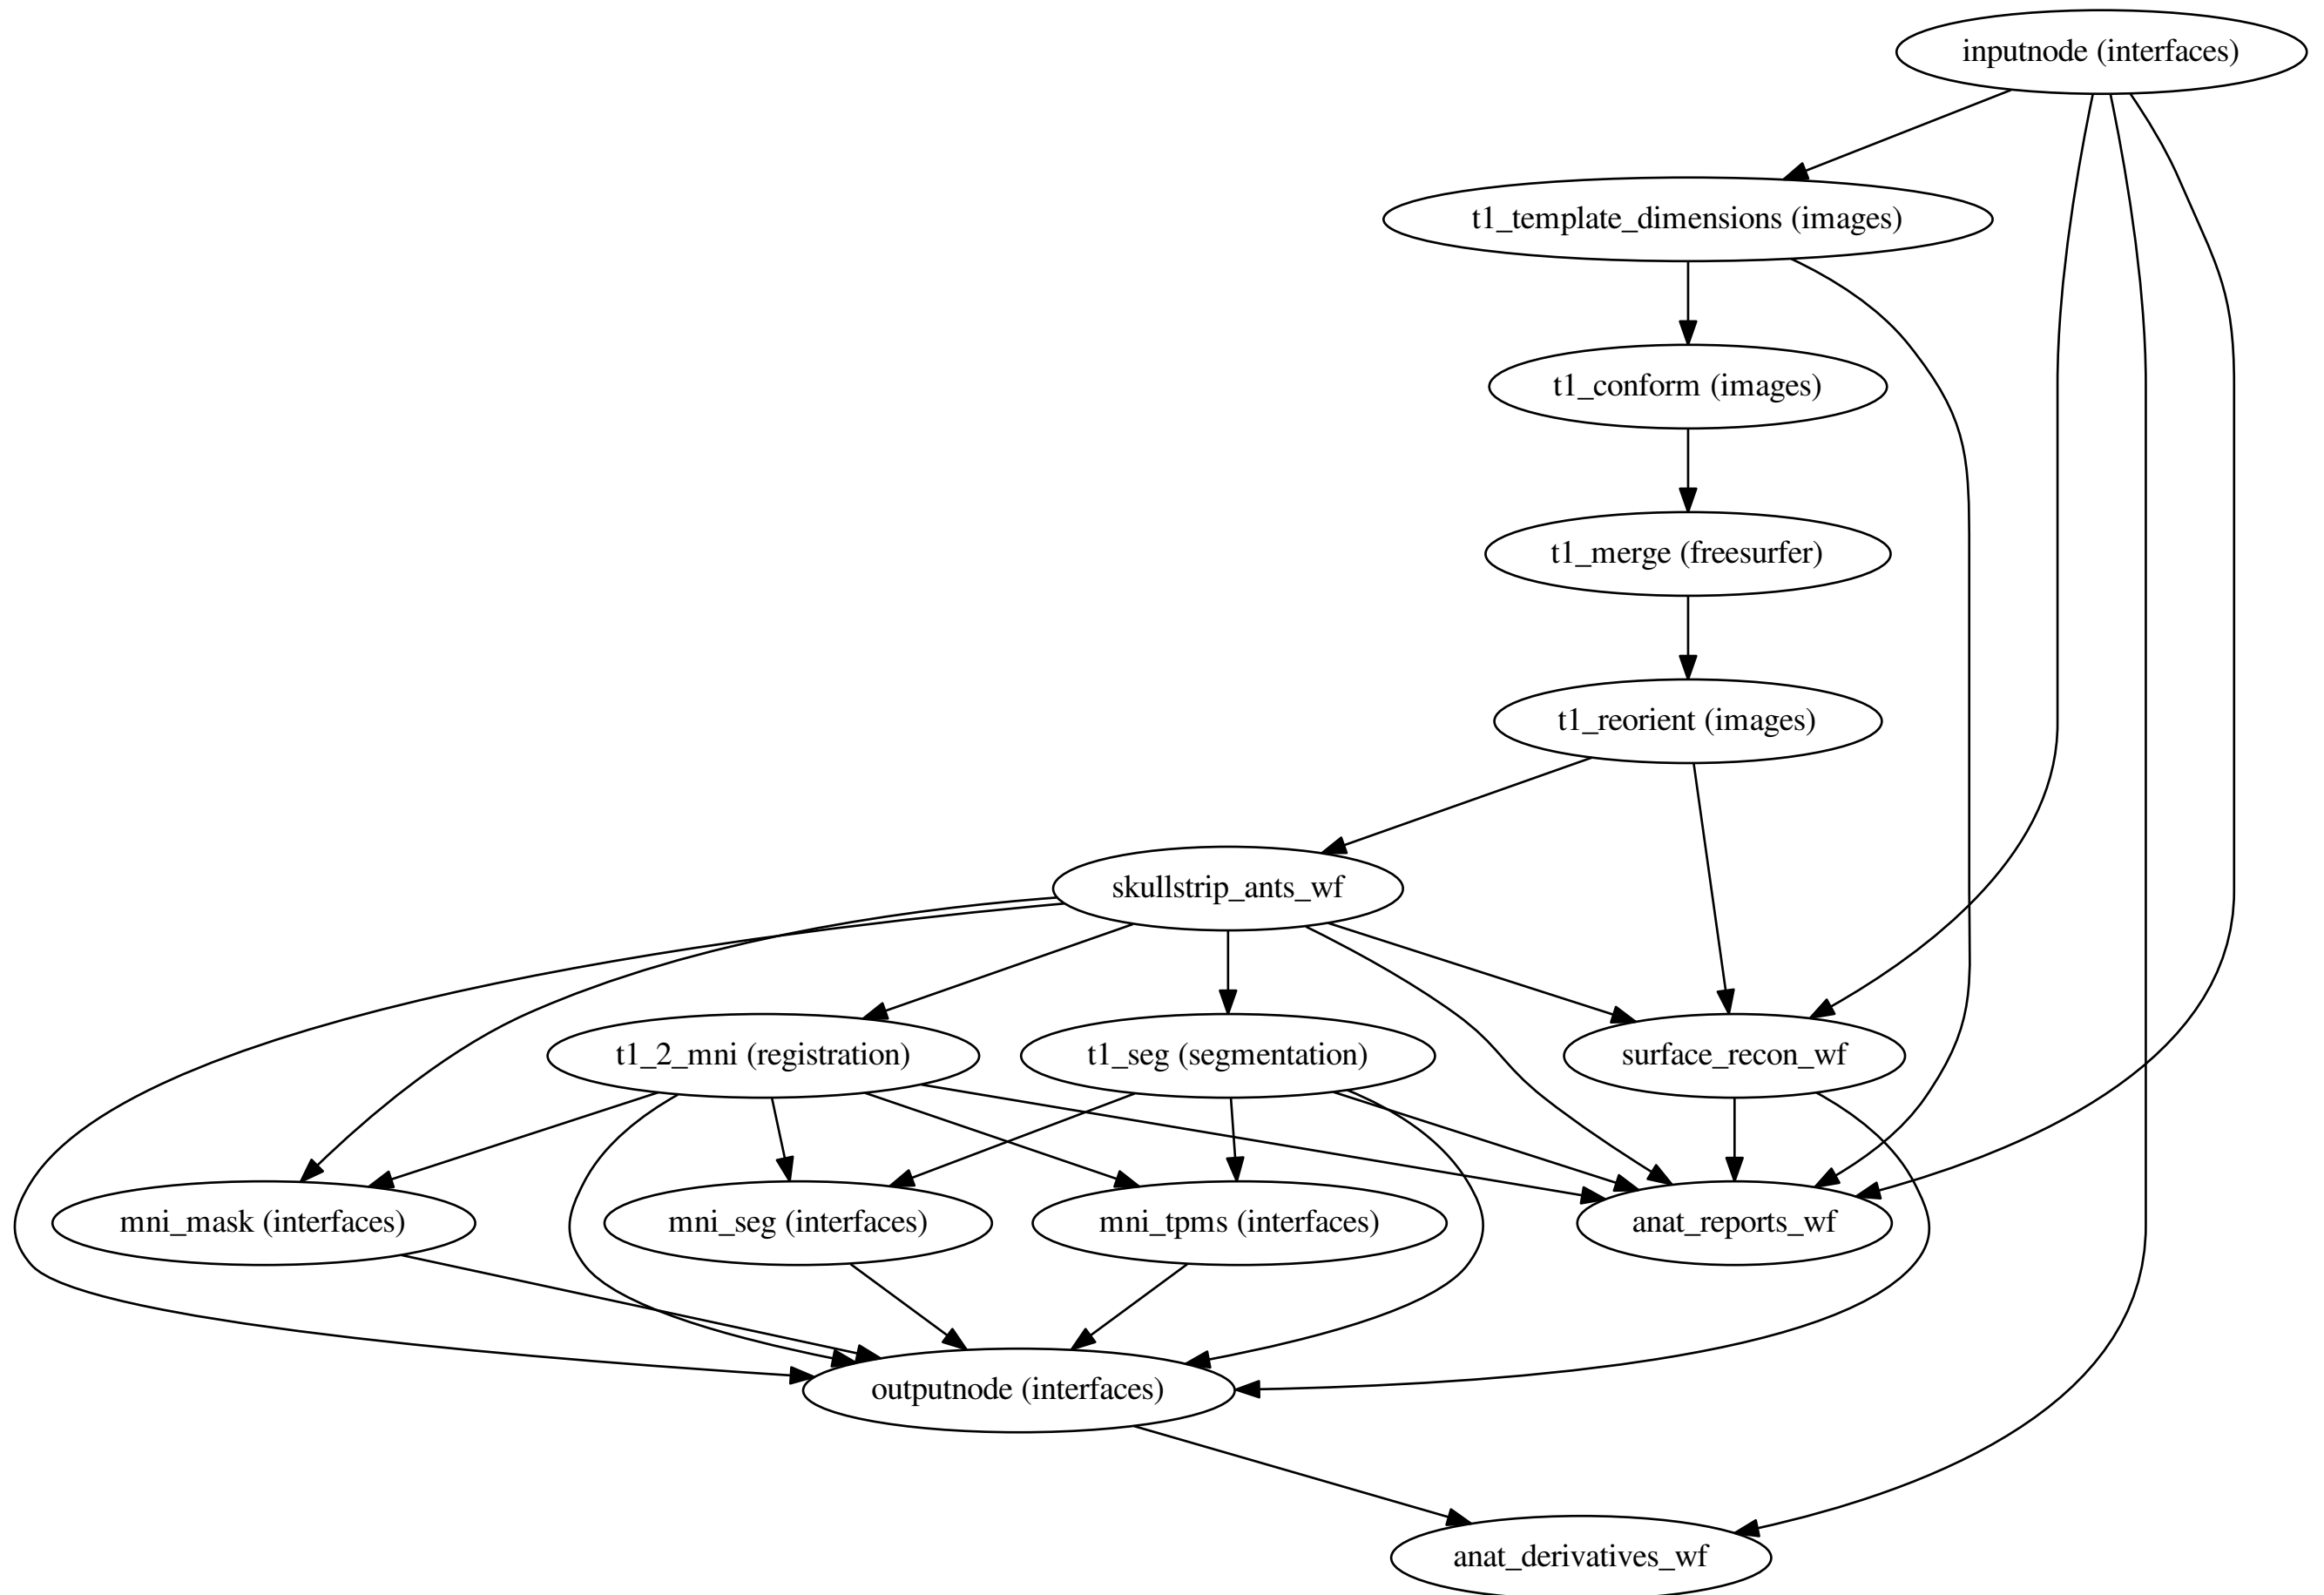 inputnode (interfaces)
t1_template_dimensions (images)
t1_conform (images)
t1_merge (freesurfer)
t1_reorient (images)
skullstrip_ants_wf
t1_2_mni (registration)
t1_seg (segmentation)
surface_recon_wf
mni_mask (interfaces)
mni_seg (interfaces)
mni_tpms (interfaces)
anat_reports_wf
outputnode (interfaces)
anat_derivatives_wf